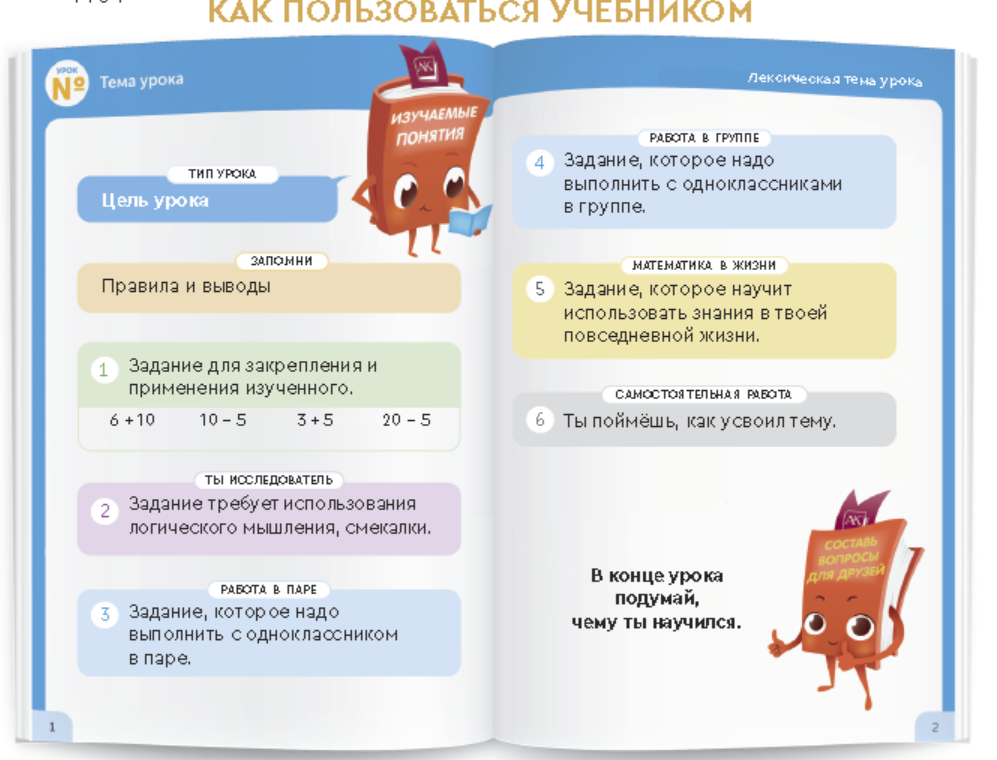 КАК ПОЛЬЗОВАТЬСЯ УЧЕБНИКОМ
УРОК
№
Тема урока
ИЗУЧАЕМЫЕ
ПОНЯТИЯ
ТИП УРОКА
Цель урока
ЗАПОМНИ
Правила и выводы
1 Задание для закрепления и
применения изученного.
6 + 10 10 – 5 3 + 5 20 – 5
ТЫ ИССЛЕДОВАТЕЛЬ
2 Задание требует использования
логического мышления, смекалки.
РАБОТА В ПАРЕ
3 Задание, которое надо
выполнить с одноклассником
в паре.
1
Лексическая тема урока
РАБОТА В ГРУППЕ
4 Задание, которое надо
выполнить с одноклассниками
в группе.
МАТЕМАТИКА В ЖИЗНИ
5 Задание, которое научит
использовать знания в твоей
повседневной жизни.
САМОСТОЯТЕЛЬНАЯ РАБОТА
6 Ты поймёшь, как усвоил тему.
В конце урока
подумай,
чему ты научился.
АК
СОСТАВЬ
ВОПРОСЫ
ДЛЯ ДРУЗЕЙ
2